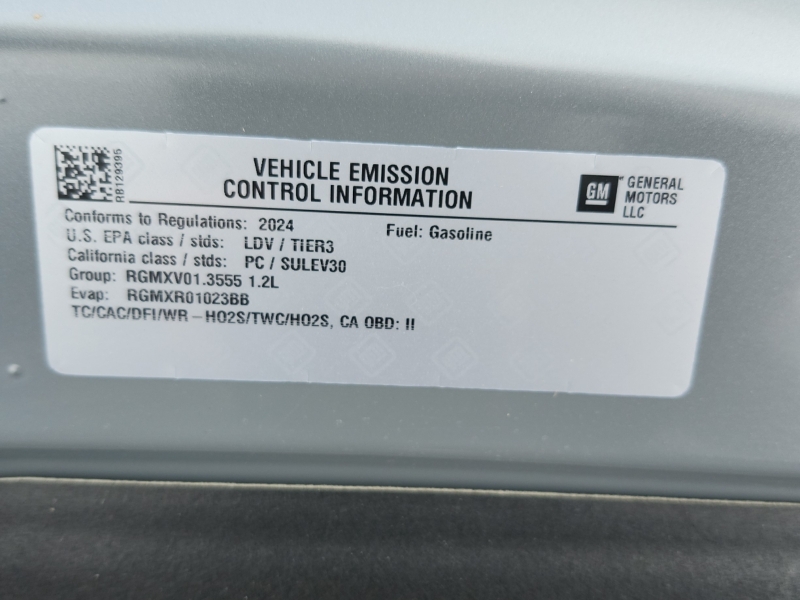 RB129395
VEHICLE EMISSION
CONTROL INFORMATION
GM
GENERAL
MOTORS
LLC
Conforms to Regulations: 2024
Fuel: Gasoline
U.S. EPA class / stds: LDV / TIER3
California class / stds: PC / SULEV30
Group: RGMXV01.3555 1.2L
Evap: RGMXR01023BB
TC/CAC/DFI/WR - HO2S/TWC/HO2S, CA OBD: II